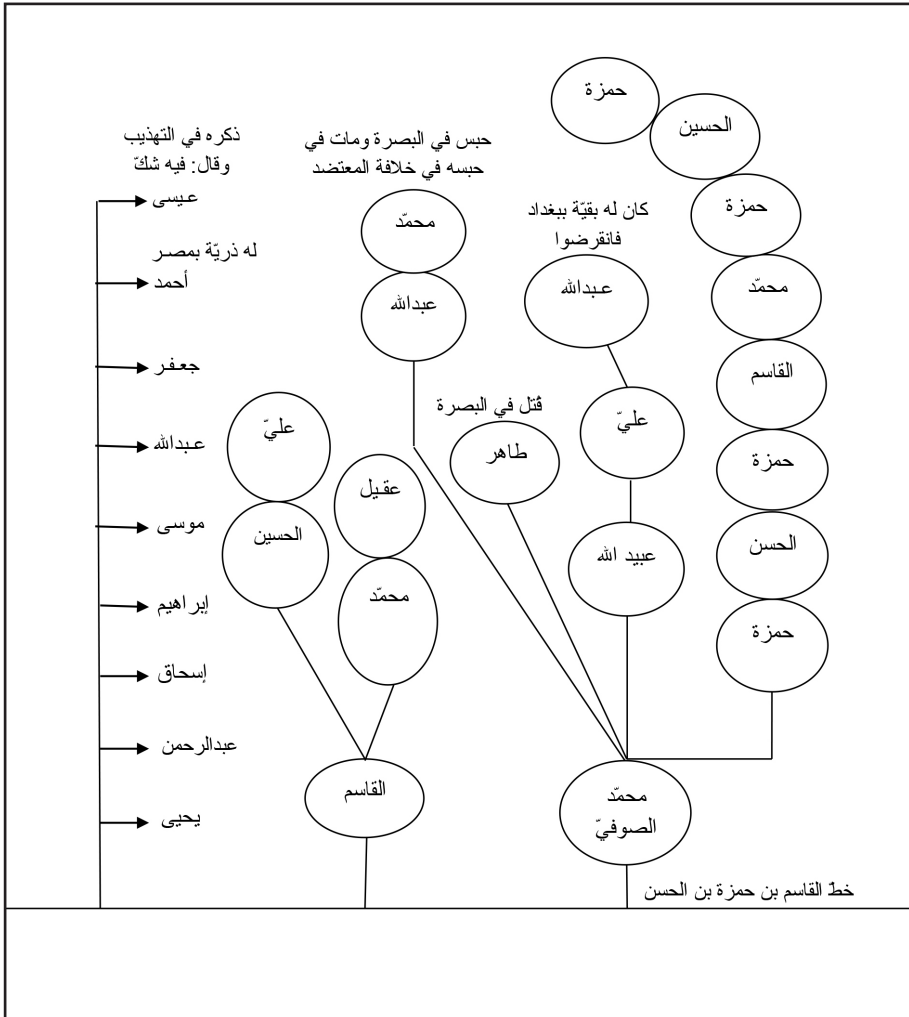 حمزة
الحسين
حمزة
محمّد
القاسم
حمزة
الحسن
حمزة
كان له بقيّة ببغداد
فانقرضوا
عبدالله
عليّ
عبيد الله
قُتل في البصرة
طاهر
حبس في البصرة ومات في
حبسه في خلافة المعتضد
محمّد
عبدالله
محمّد
الصوفيّ
خطّ القاسم بن حمزة بن الحسن
عقيل
محمّد
عليّ
الحسين
القاسم
ذكره في التهذيب
وقال: فيه شكّ
عيسى
له ذريّة بمصر
أحمد
جعفر
عبدالله
موسى
إبراهيم
إسحاق
عبدالرحمن
يحيى